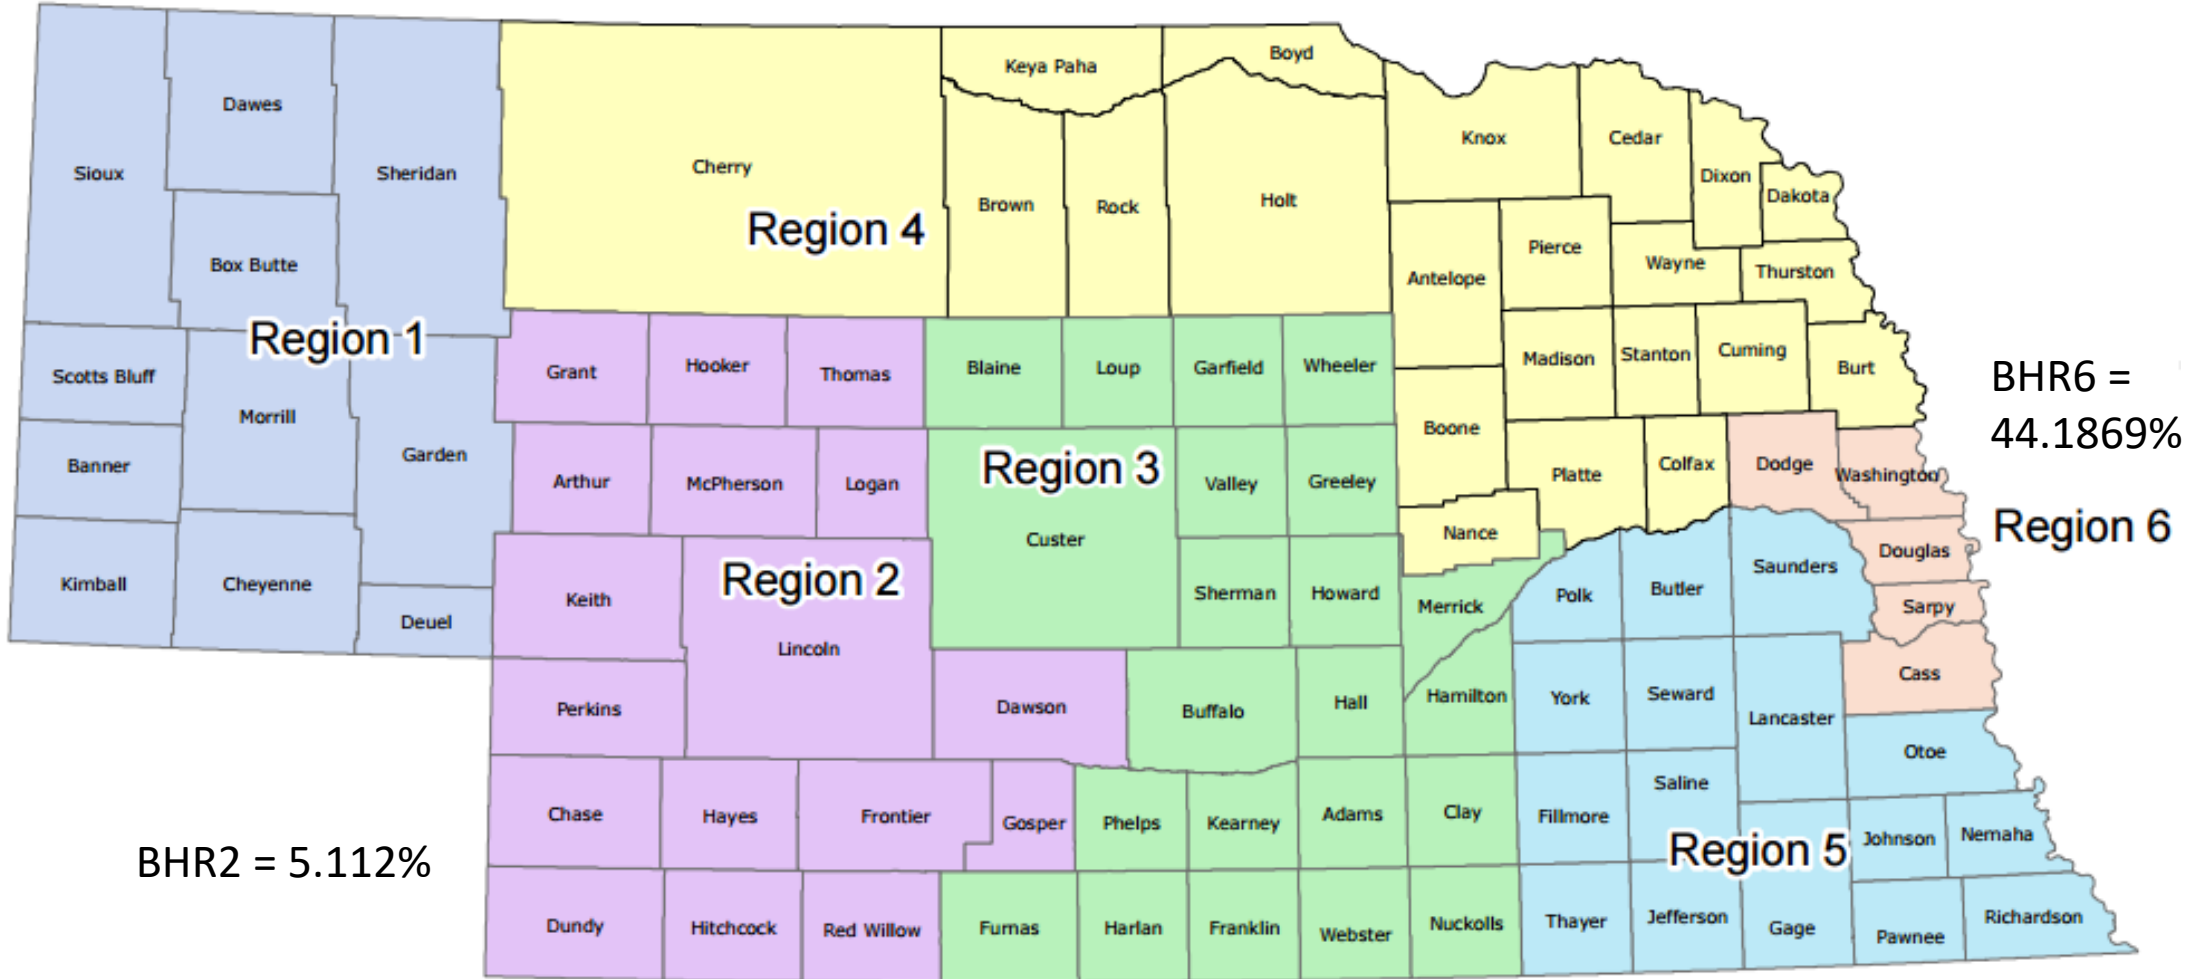 Keya Paha
Boyd
Dawes
Knox
Cedar
Sioux
Sheridan
Cherry
Dixon
Dakota
Brown
Rock
Holt
Region 4
Box Butte
Pierce
Wayne
Thurston
Antelope
Region 1
Scotts Bluff
Grant
Hooker
Thomas
Blaine
Loup
Garfield
Wheeler
Madison
Stanton
Cuming
Burt
BHR6 =
44.1869%
Morrill
Boone
Banner
Garden
Arthur
McPherson
Logan
Region 3
Valley
Greeley
Platte
Colfax
Dodge
Washington
Custer
Nance
Region 6
Douglas
Kimball
Cheyenne
Deuel
Keith
Region 2
Lincoln
Sherman
Howard
Merrick
Polk
Butler
Saunders
Sarpy
Cass
Perkins
Dawson
Buffalo
Hall
Hamilton
York
Seward
Lancaster
Otoe
Chase
Hayes
Frontier
Gosper
Phelps
Kearney
Adams
Clay
Fillmore
Saline
Region 5
Johnson
Nemaha
BHR2 = 5.112%
Dundy
Hitchcock
Red Willow
Furnas
Harlan
Franklin
Webster
Nuckolls
Thayer
Jefferson
Gage
Pawnee
Richardson